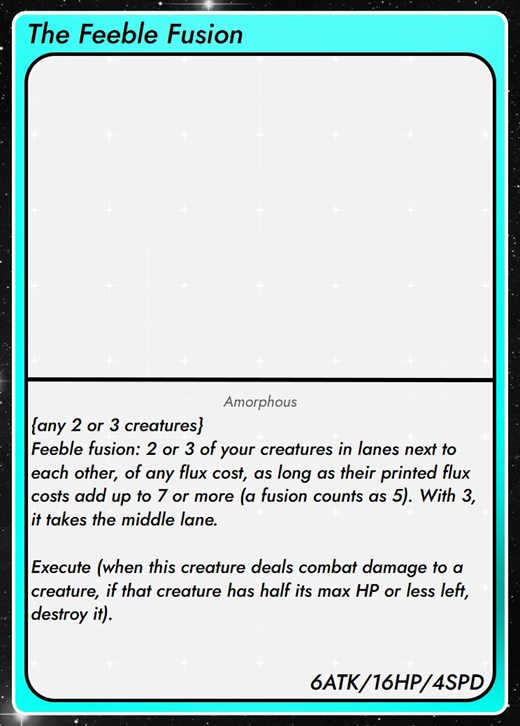 The Feeble Fusion
Amorphous
{any 2 or 3 creatures}
Feeble fusion: 2 or 3 of your creatures in lanes next to
each other, of any flux cost, as long as their printed flux
costs add up to 7 or more (a fusion counts as 5). With 3,
it takes the middle lane.
Execute (when this creature deals combat damage to a
creature, if that creature has half its max HP or less left,
destroy it).
6ATK/16HP/4SPD